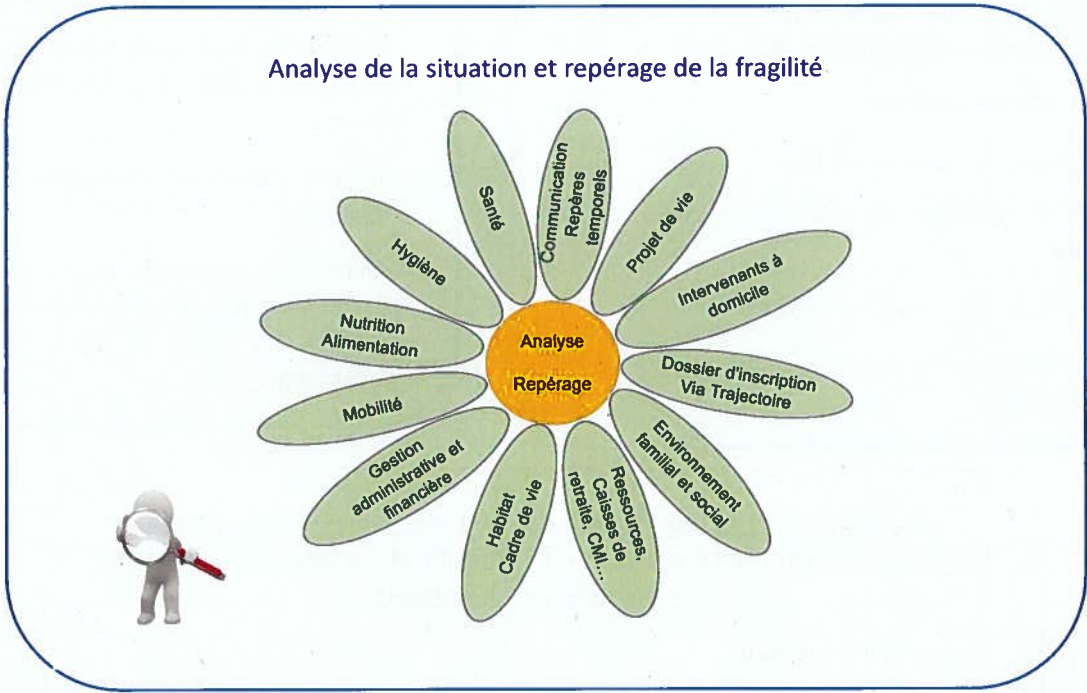 Analyse de la situation et repérage de la fragilité
Analyse
Repérage
Santé
Communication
Repères
temporels
Projet de vie
Intervenants à
domicile
Dossier d'inscription
Via Trajectoire
Environnement
familial et social
Ressources,
Caisses de
retraite, CMI...
Habitat
Cadre de vie
Gestion
administrative et
financière
Mobilité
Nutrition
Alimentation
Hygiène